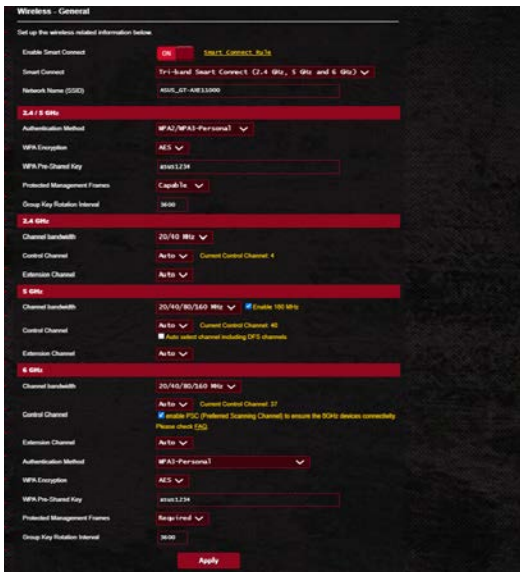 Wireless - General
Set up the wireless related information below.
Enable Smart Connect ON Smart Connect Rule
Smart Connect Tri-band Smart Connect (2.4 GHz, 5 GHz and 6 GHz)
Network Name (SSID) ASUS_GT-AXE11000
2.4 / 5 GHz
Authentication Method WPA2/WPA3-Personal
WPA Encryption AES
WPA Pre-Shared Key asus1234
Protected Management Frames Capable
Group Key Rotation Interval 3600
2.4 GHz
Channel bandwidth 20/40 MHz
Control Channel Auto Current Control Channel: 4
Extension Channel Auto
5 GHz
Channel bandwidth 20/40/80/160 MHz Enable 160 MHz
Control Channel Auto Current Control Channel: 40
Auto select channel including DFS channels
Extension Channel Auto
6 GHz
Channel bandwidth 20/40/80/160 MHz
Control Channel Auto Current Control Channel: 37
enable PSC (Preferred Scanning Channel) to ensure the 6GHz devices connectivity.
Please check FAQ.
Extension Channel Auto
Authentication Method WPA3-Personal
WPA Encryption AES
WPA Pre-Shared Key asus1234
Protected Management Frames Required
Group Key Rotation Interval 3600
Apply